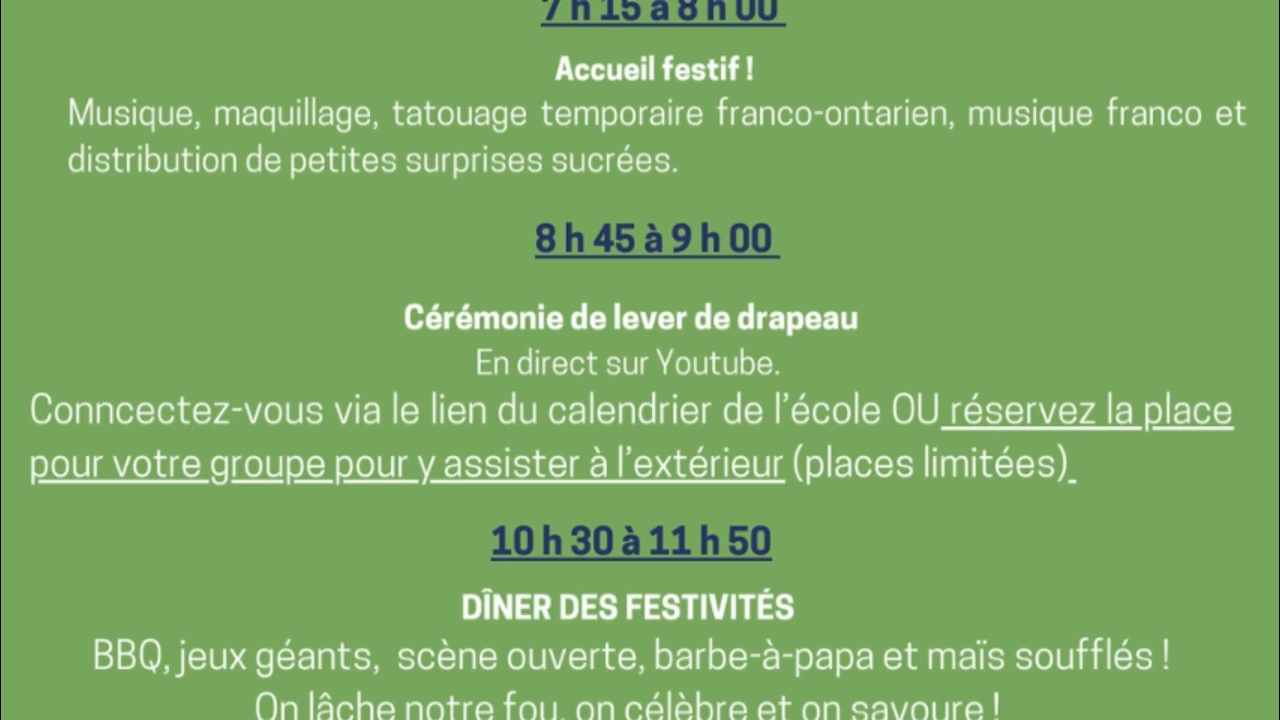 7 h 15 à 8 h 00
Accueil festif !
Musique, maquillage, tatouage temporaire franco-ontarien, musique franco et
distribution de petites surprises sucrées.
8 h 45 à 9 h 00
Cérémonie de lever de drapeau
En direct sur Youtube.
Conncectez-vous via le lien du calendrier de l'école OU réservez la place
pour votre groupe pour y assister à l'extérieur (places limitées)
10 h 30 à 11 h 50
DÎNER DES FESTIVITÉS
BBQ, jeux géants, scène ouverte, barbe-à-papa et maïs soufflés !
On lâche notre fou, on célèbre et on savoure !